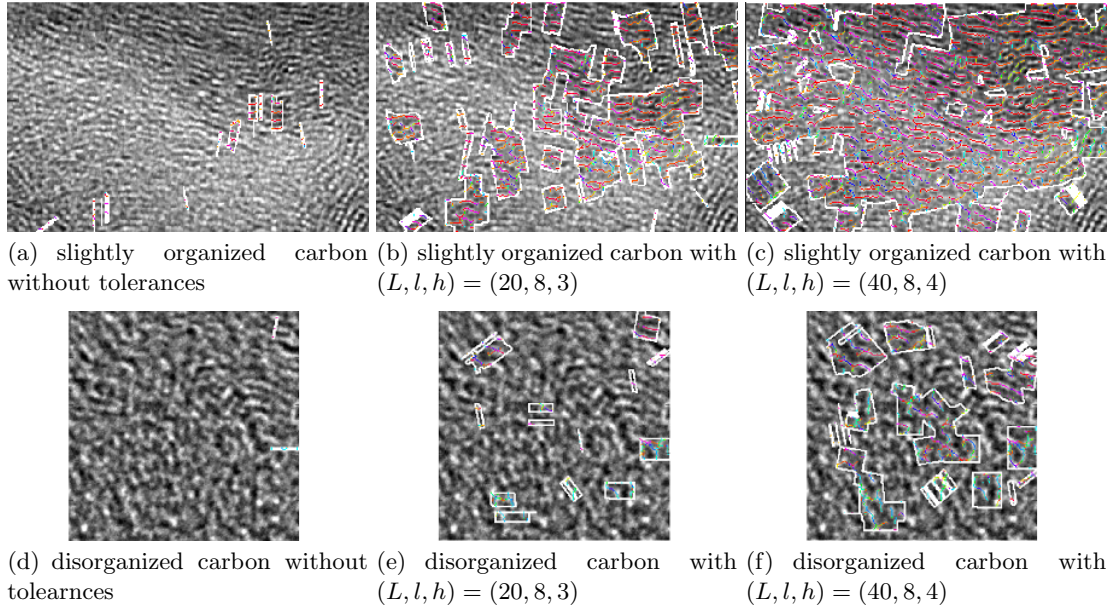 (a) slightly organized carbon
without tolerances
(b) slightly organized carbon with
(L, l, h) = (20, 8, 3)
(c) slightly organized carbon with
(L, l, h) = (40, 8, 4)
(d) disorganized carbon without
tolearnces
(e) disorganized carbon with
(L, l, h) = (20, 8, 3)
(f) disorganized carbon with
(L, l, h) = (40, 8, 4)